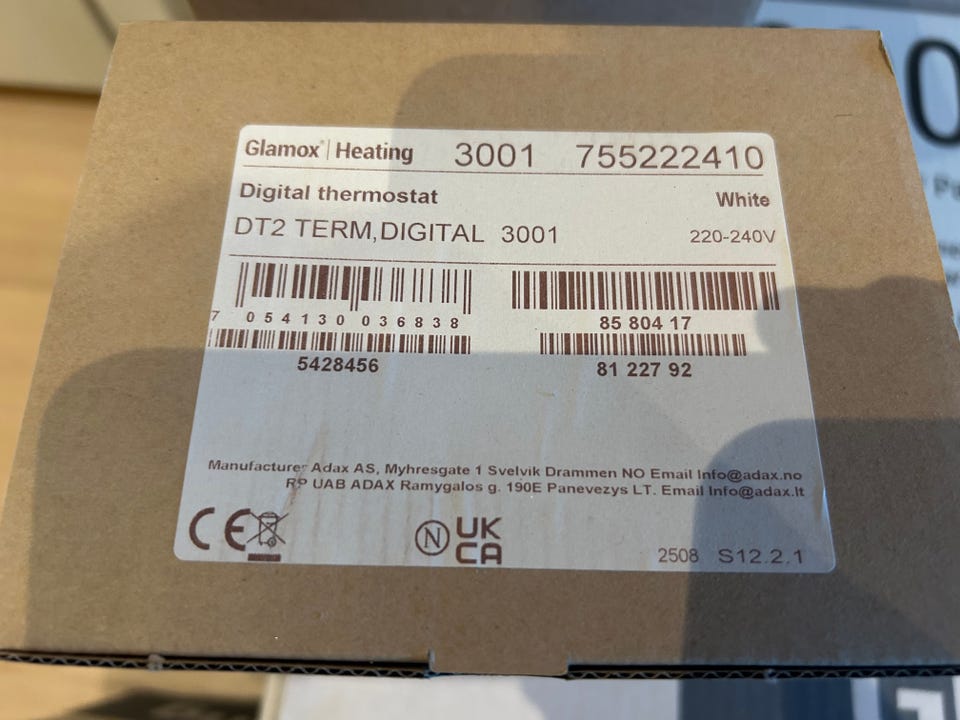 Glamox® | Heating 3001 755222410
Digital thermostat White
DT2 TERM,DIGITAL 3001 220-240V
7 054130 036838
85 804 17
5428456
81 227 92
Manufacturer Adax AS, Myhresgate 1 Svelvik Drammen NO Email Info@adax.no
RP UAB ADAX Ramygalos g. 190E Panevezys LT. Email Info@adax.lt
CE N UK
CA
2508 S12.2.1